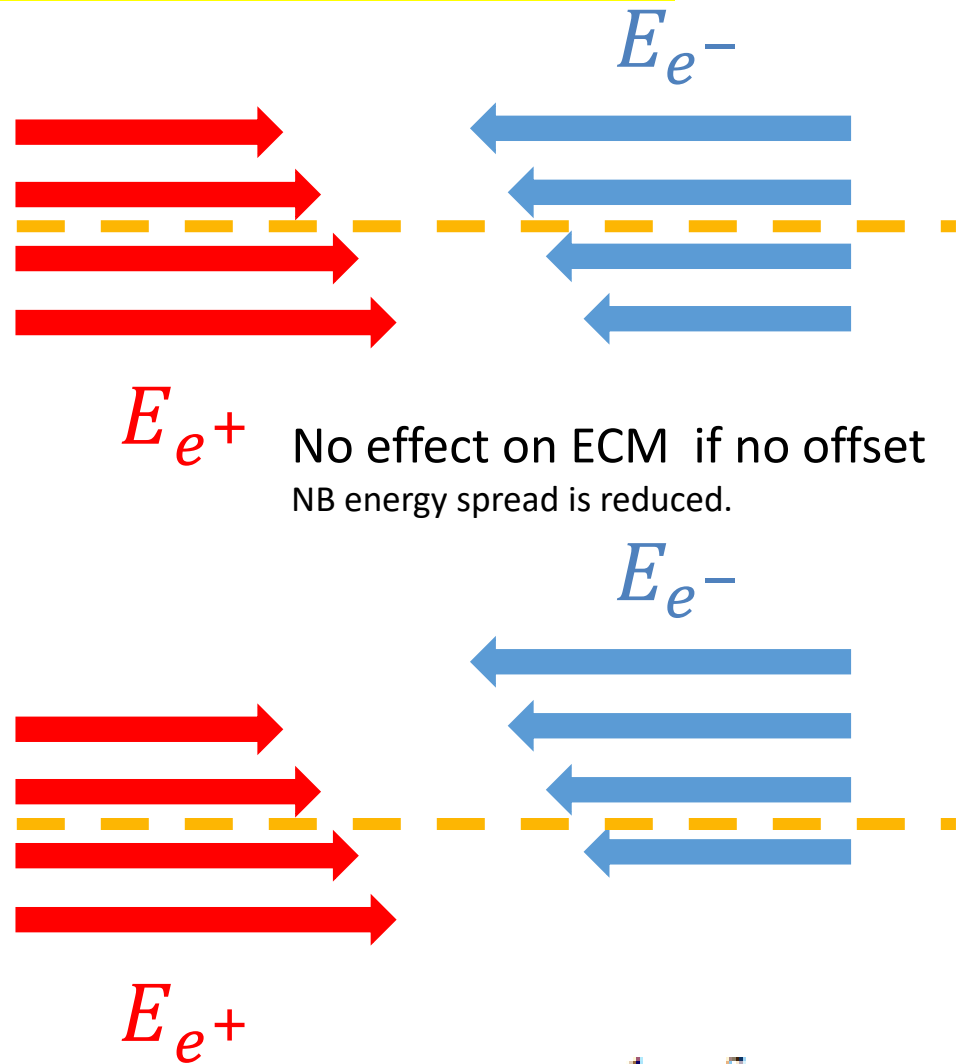 E_{e^-}
E_{e^+}
No effect on ECM if no offset
NB energy spread is reduced.
E_{e^-}
E_{e^+}